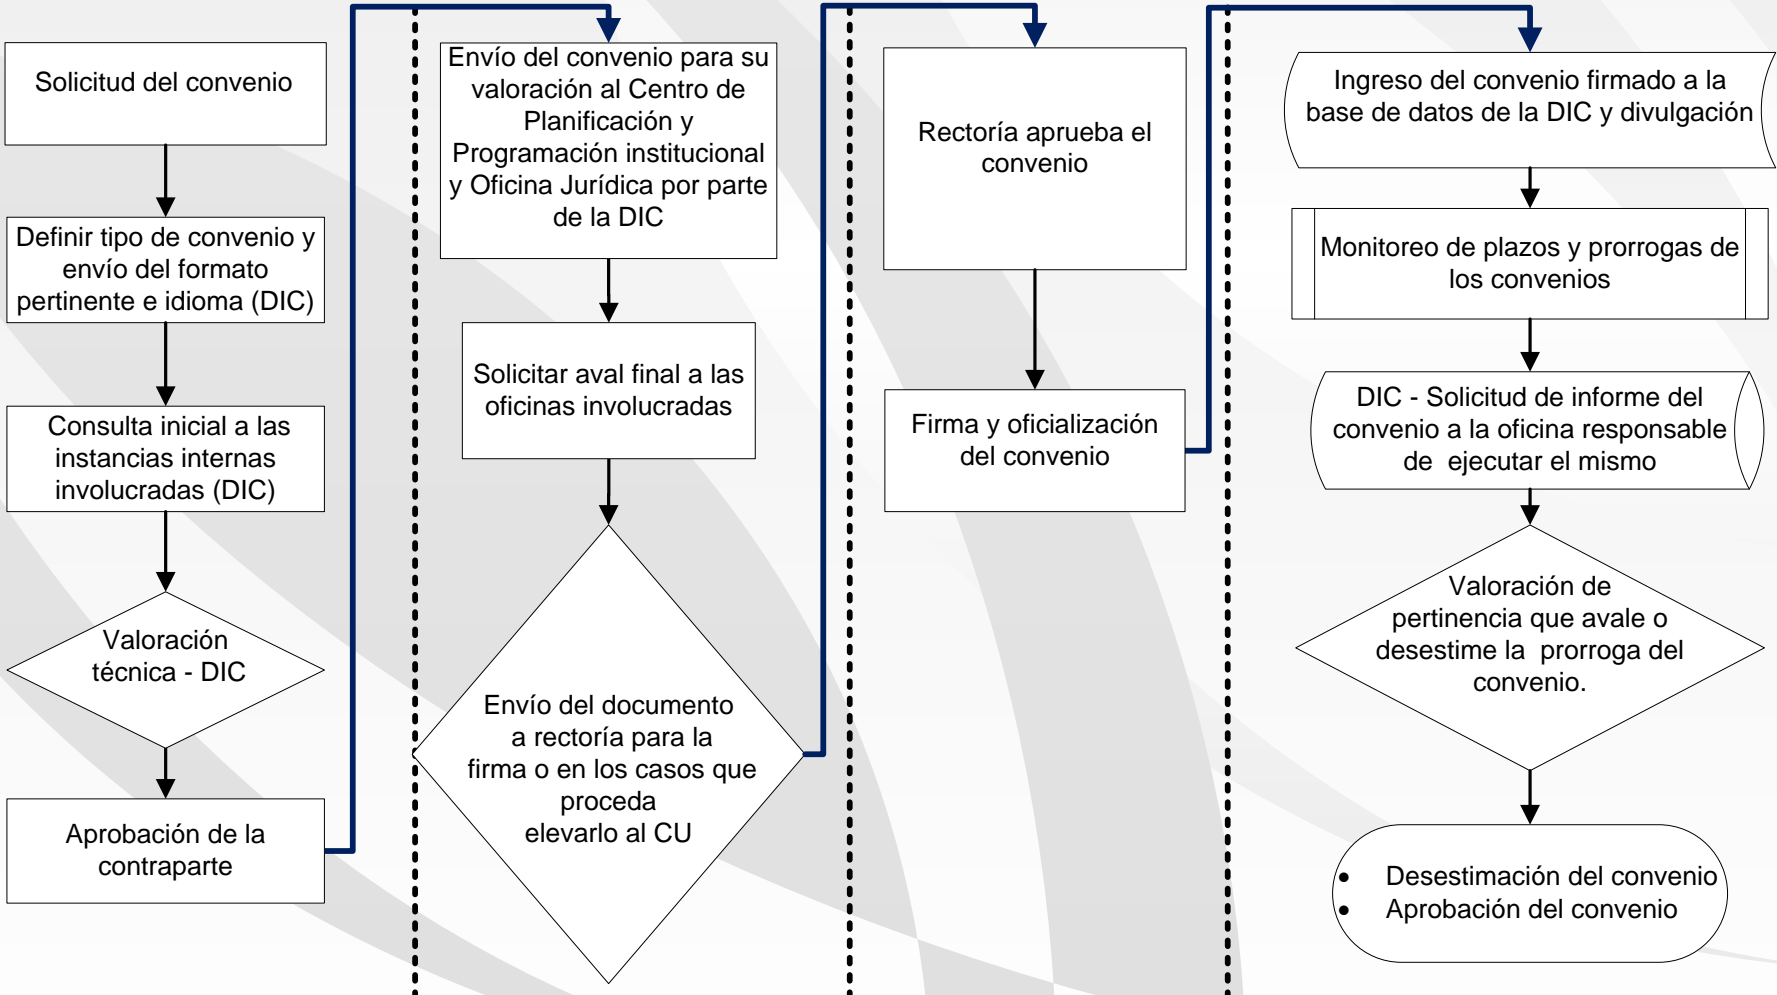 Solicitud del convenio
Definir tipo de convenio y
envío del formato
pertinente e idioma (DIC)
Consulta inicial a las
instancias internas
involucradas (DIC)
Valoración
técnica - DIC
Aprobación de la
contraparte
Envío del convenio para su
valoración al Centro de
Planificación y
Programación institucional
y Oficina Jurídica por parte
de la DIC
Solicitar aval final a las
oficinas involucradas
Envío del documento
a rectoría para la
firma o en los casos que
proceda
elevarlo al CU
Rectoría aprueba el
convenio
Firma y oficialización
del convenio
Ingreso del convenio firmado a la
base de datos de la DIC y divulgación
Monitoreo de plazos y prorrogas de
los convenios
DIC - Solicitud de informe del
convenio a la oficina responsable
de ejecutar el mismo
Valoración de
pertinencia que avale o
desestime la prorroga del
convenio.
• Desestimación del convenio
• Aprobación del convenio